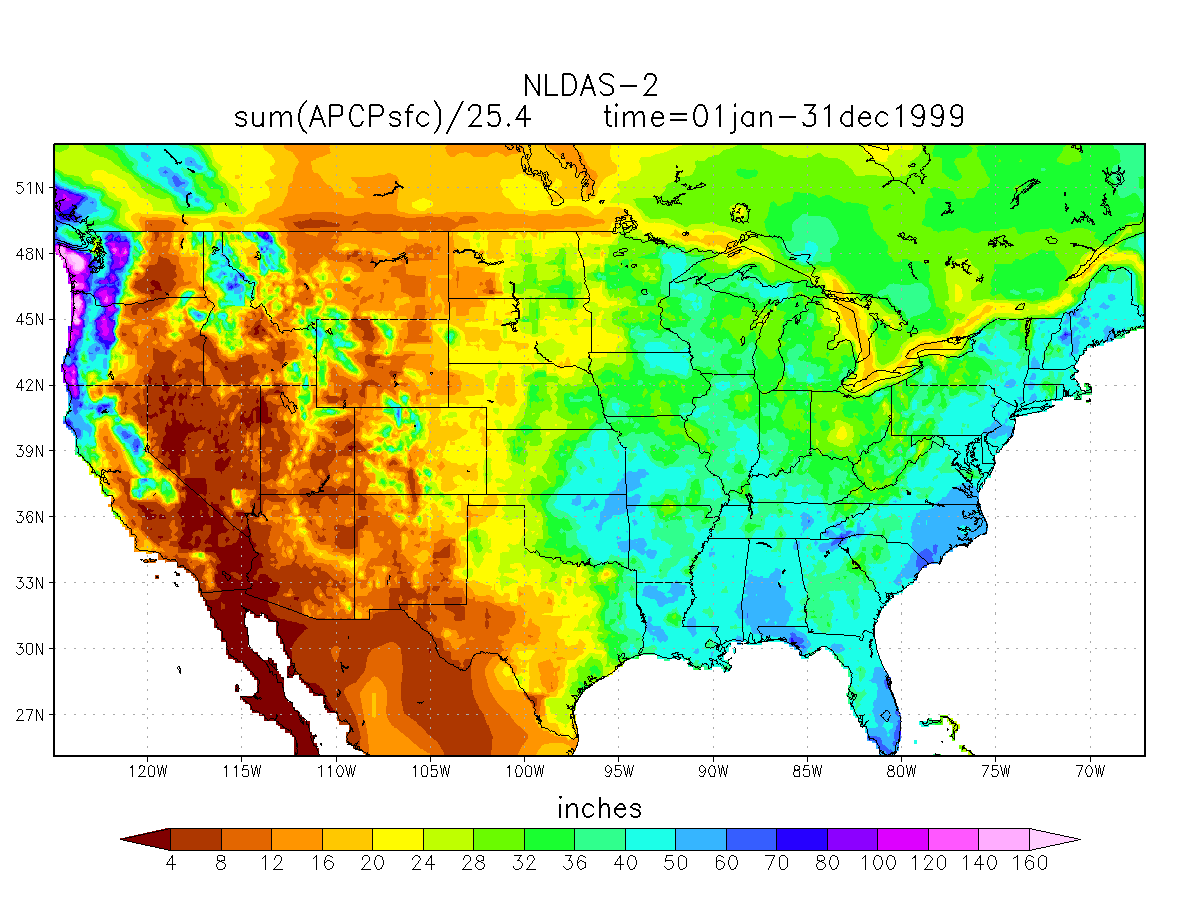 NLDAS-2
sum(APCPsfc)/25.4 time=01jan-31dec1999
51N
48N
45N
42N
39N
36N
33N
30N
27N
120W 115W 110W 105W 100W 95W 90W 85W 80W 75W 70W
inches
4 8 12 16 20 24 28 32 36 40 50 60 70 80 100 120 140 160